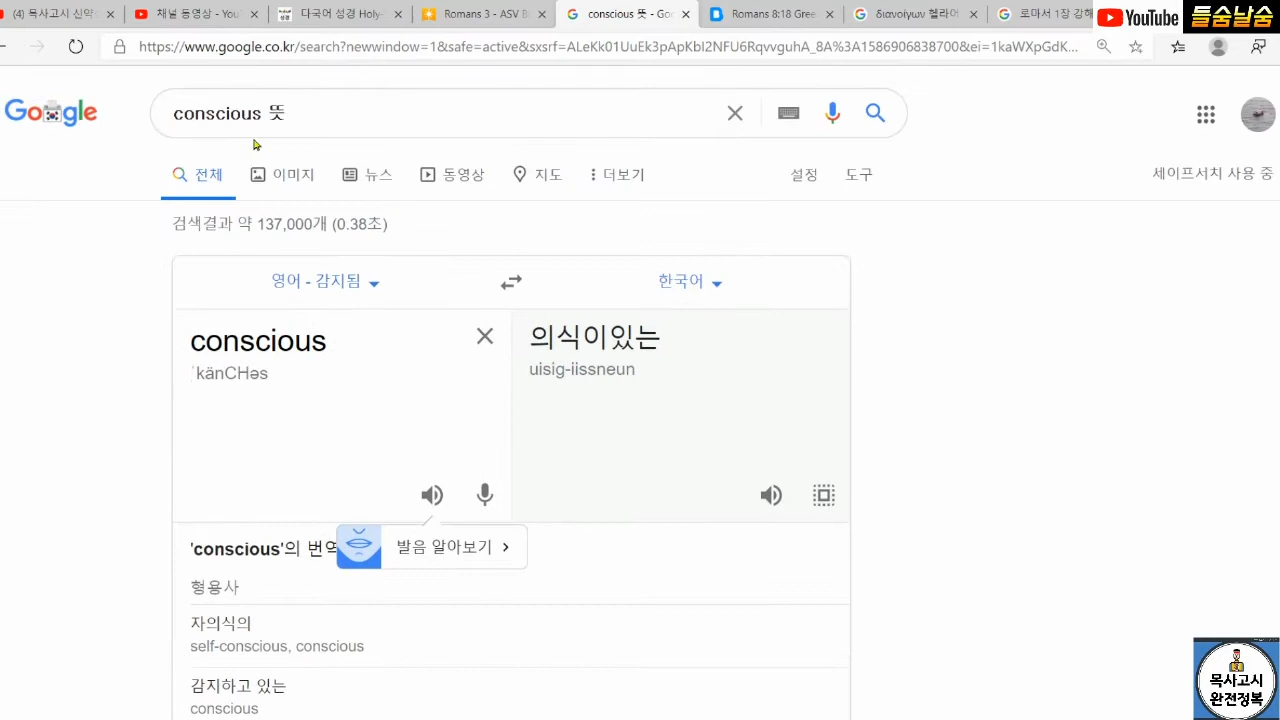 (4) 목사고시 신약
채널 동영상 - Y
다국어 성경 Holy
Romans
conscious 뜻 - Go
Romans
διανοίγων 헬라어
로마서 1장 강해
YouTube
들숨날숨
https://www.google.co.kr/search?newwindow=1&safe=active&sxsrf=ALeKk01UuEk3pApKbI2NFU6RqvvguhA_8A%3A1586906838700&ei=1kaWXpGdK...
Google
conscious 뜻
전체
이미지
뉴스
동영상
지도
더보기
설정
도구
세이프서치 사용 중
검색결과 약 137,000개 (0.38초)
영어 - 감지됨
한국어
conscious
ˈkänCHəs
의식이있는
uisig-iissneun
'conscious'의 번역
발음 알아보기
형용사
자의식의
self-conscious, conscious
감지하고 있는
conscious
목사고시
완전정복